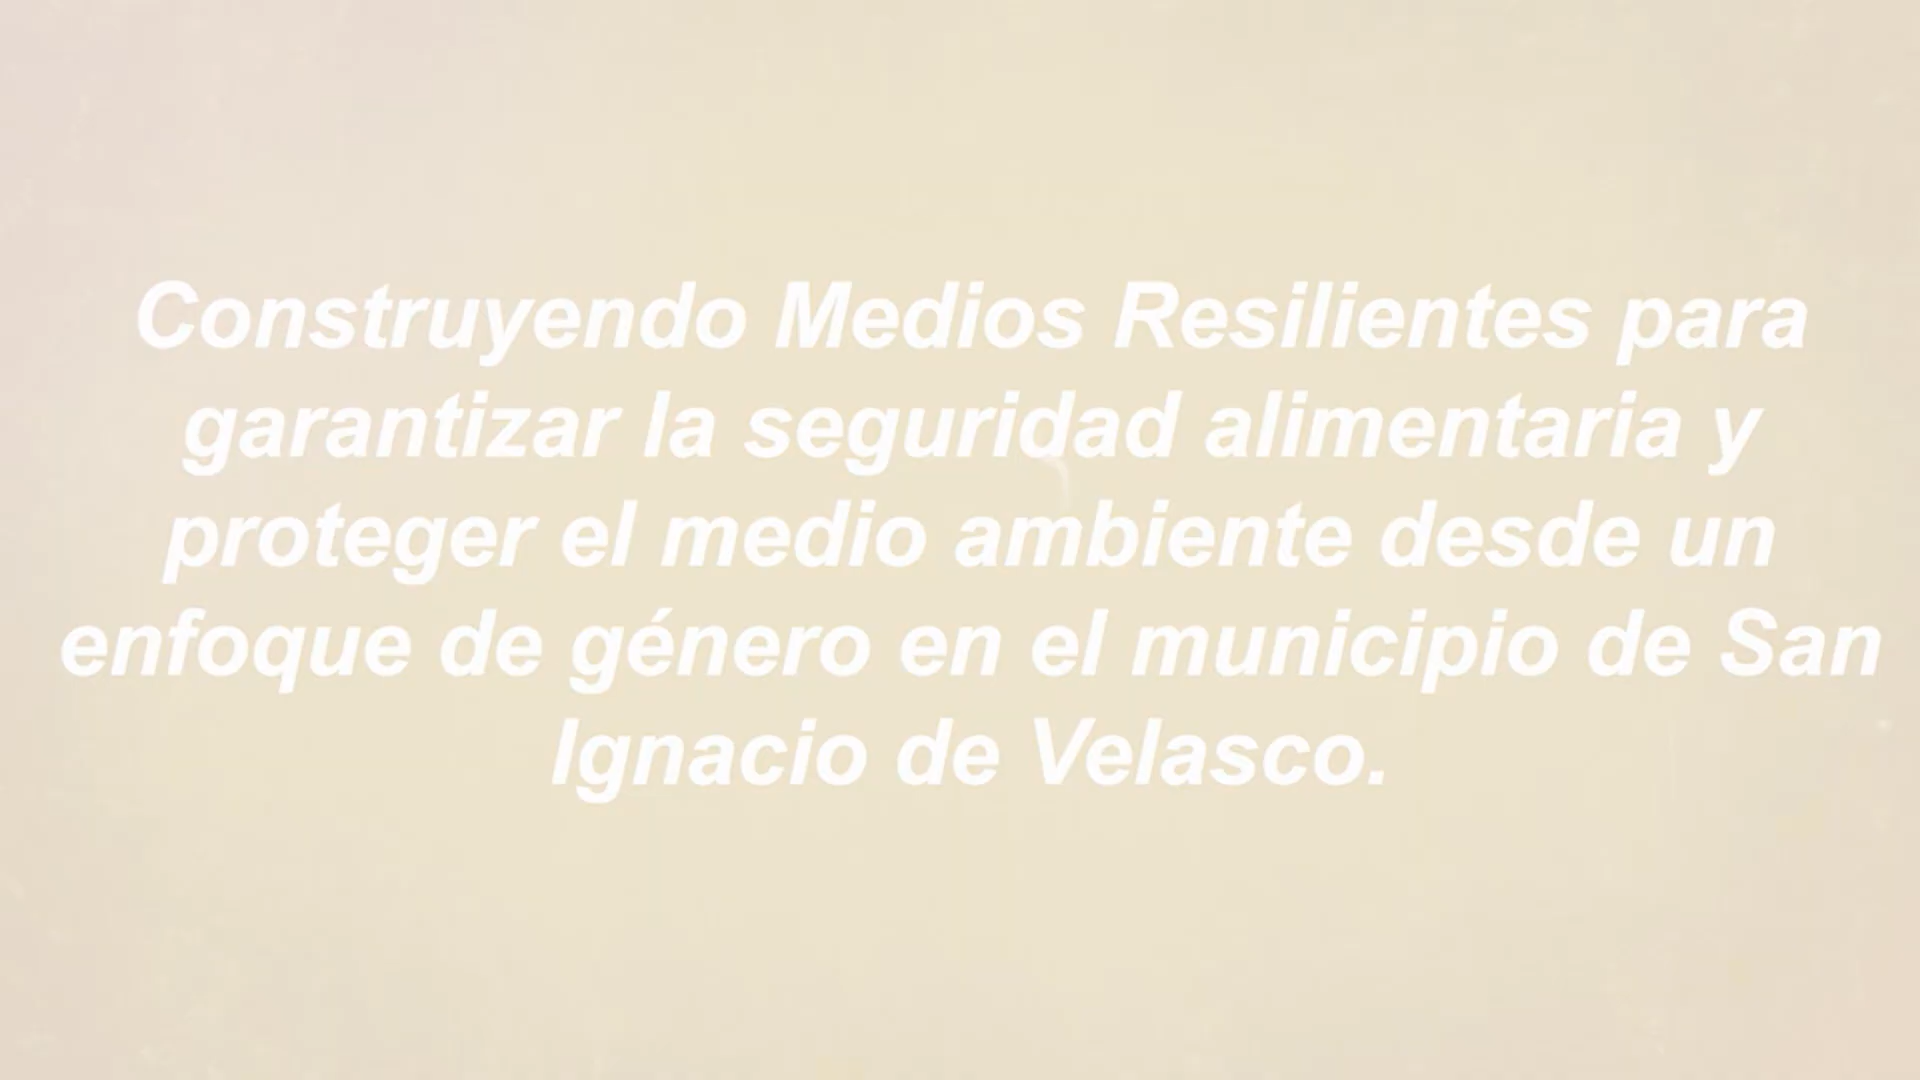 Construyendo Medios Resilientes para
garantizar la seguridad alimentaria y
proteger el medio ambiente desde un
enfoque de género en el municipio de San
Ignacio de Velasco.